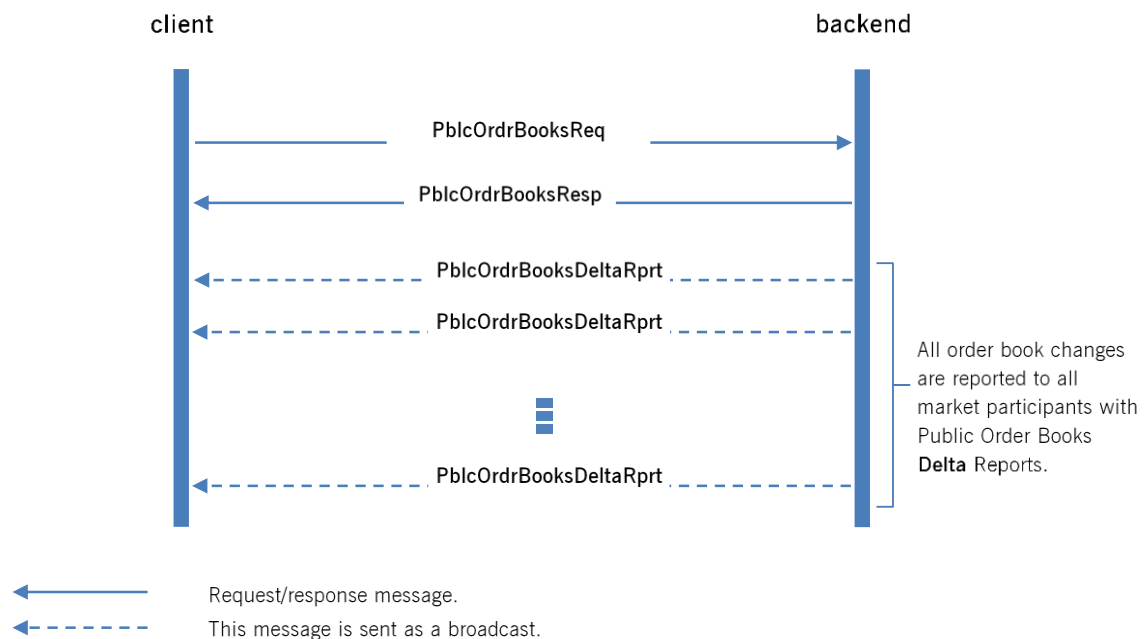 client
backend
PblcOrdrBooksReq
PblcOrdrBooksResp
PblcOrdrBooksDeltaRprt
PblcOrdrBooksDeltaRprt
All order book changes
are reported to all
market participants with
Public Order Books
Delta Reports.
PblcOrdrBooksDeltaRprt
Request/response message.
This message is sent as a broadcast.